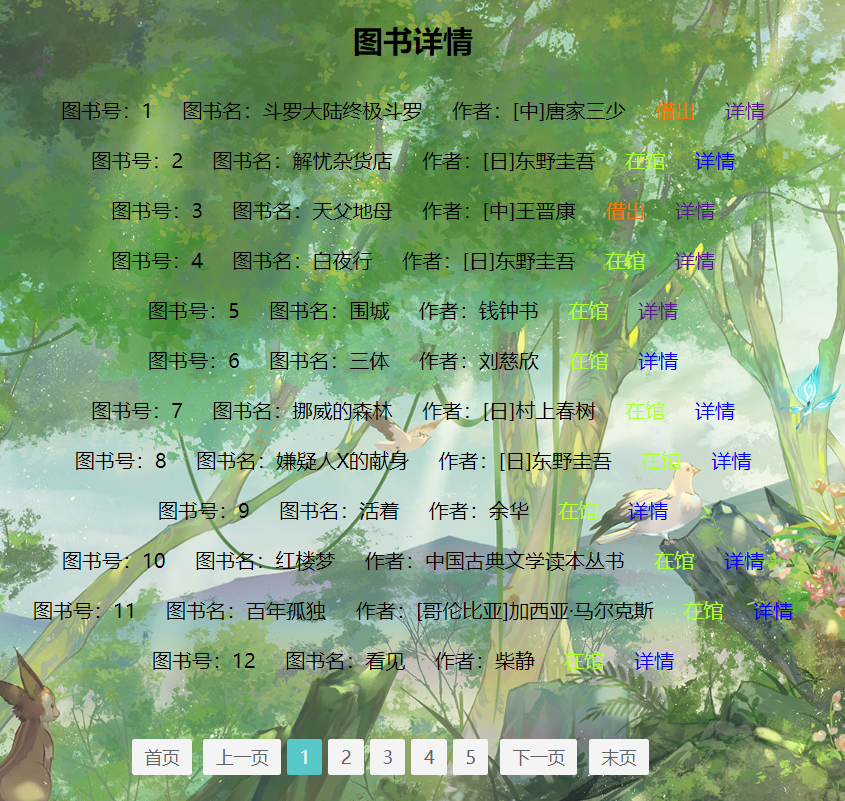 图书详情
图书号：1 图书名：斗罗大陆终极斗罗 作者：[中]唐家三少 借出 详情
图书号：2 图书名：解忧杂货店 作者：[日]东野圭吾 在馆 详情
图书号：3 图书名：天父地母 作者：[中]王晋康 借出 详情
图书号：4 图书名：白夜行 作者：[日]东野圭吾 在馆 详情
图书号：5 图书名：围城 作者：钱钟书 在馆 详情
图书号：6 图书名：三体 作者：刘慈欣 在馆 详情
图书号：7 图书名：挪威的森林 作者：[日]村上春树 在馆 详情
图书号：8 图书名：嫌疑人X的献身 作者：[日]东野圭吾 在馆 详情
图书号：9 图书名：活着 作者：余华 在馆 详情
图书号：10 图书名：红楼梦 作者：中国古典文学读本丛书 在馆 详情
图书号：11 图书名：百年孤独 作者：[哥伦比亚]加西亚·马尔克斯 在馆 详情
图书号：12 图书名：看见 作者：柴静 在馆 详情
首页 上一页 1 2 3 4 5 下一页 末页